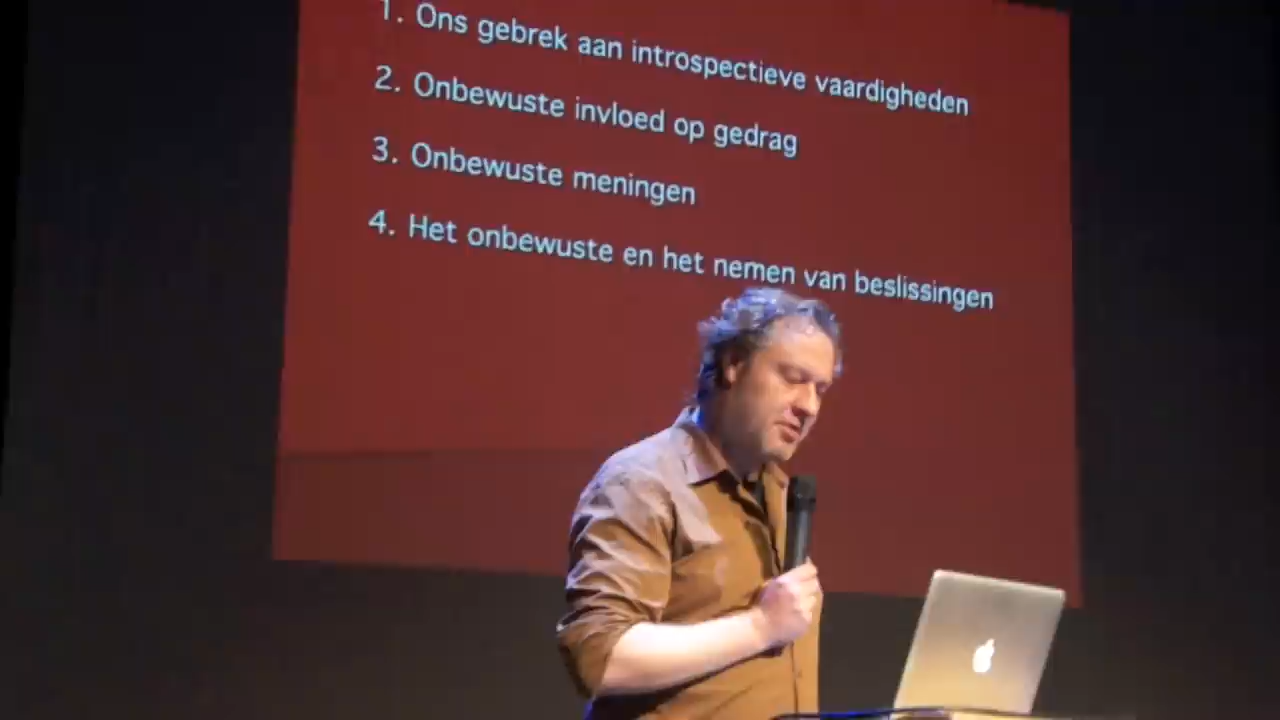 1. Ons gebrek aan introspectieve vaardigheden
2. Onbewuste invloed op gedrag
3. Onbewuste meningen
4. Het onbewuste en het nemen van beslissingen